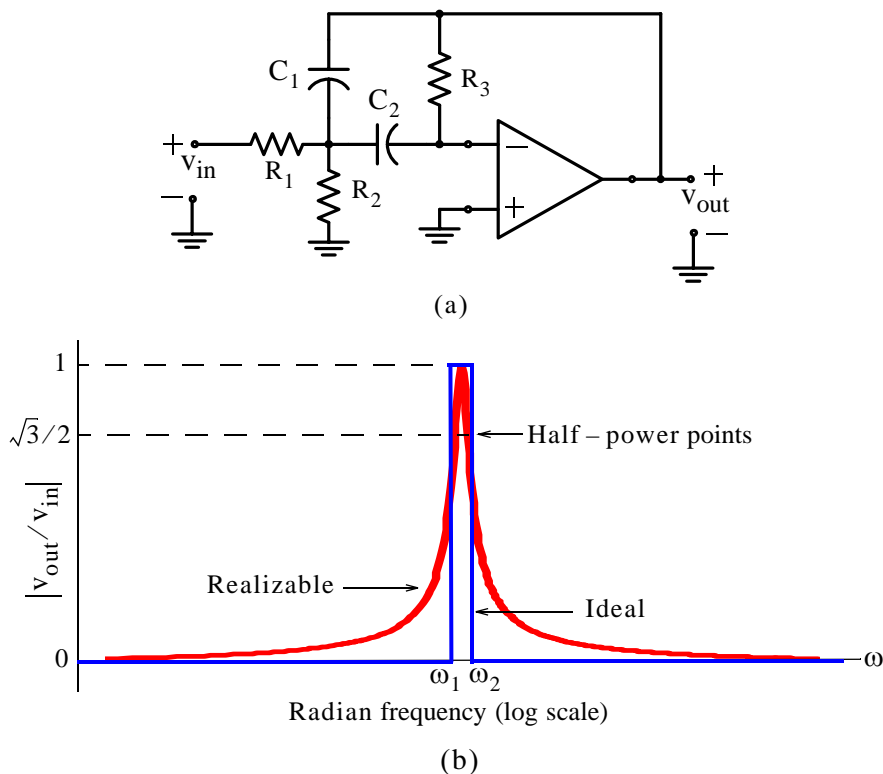 C1
C2
R3
+
vin
−
R1
R2
−
+
+
vout
−
(a)
1
√3/2
Half – power points
|vout/vin|
Realizable
Ideal
0
ω1
ω2
ω
Radian frequency (log scale)
(b)